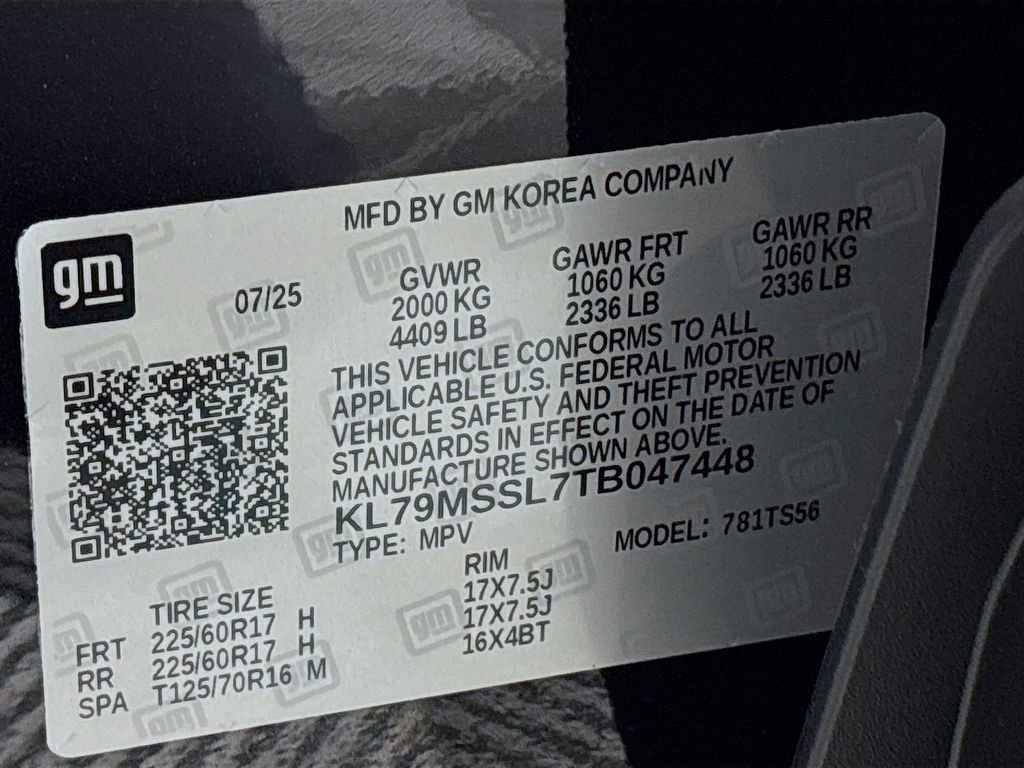 MFD BY GM KOREA COMPANY
gm
07/25
GVWR GAWR FRT GAWR RR
2000 KG 1060 KG 1060 KG
4409 LB 2336 LB 2336 LB
THIS VEHICLE CONFORMS TO ALL
APPLICABLE U.S. FEDERAL MOTOR
VEHICLE SAFETY AND THEFT PREVENTION
STANDARDS IN EFFECT ON THE DATE OF
MANUFACTURE SHOWN ABOVE.
KL79MSSL7TB047448
TYPE: MPV MODEL: 781TS56
TIRE SIZE RIM
FRT 225/60R17 H 17X7.5J
RR 225/60R17 H 17X7.5J
SPA T125/70R16 M 16X4BT